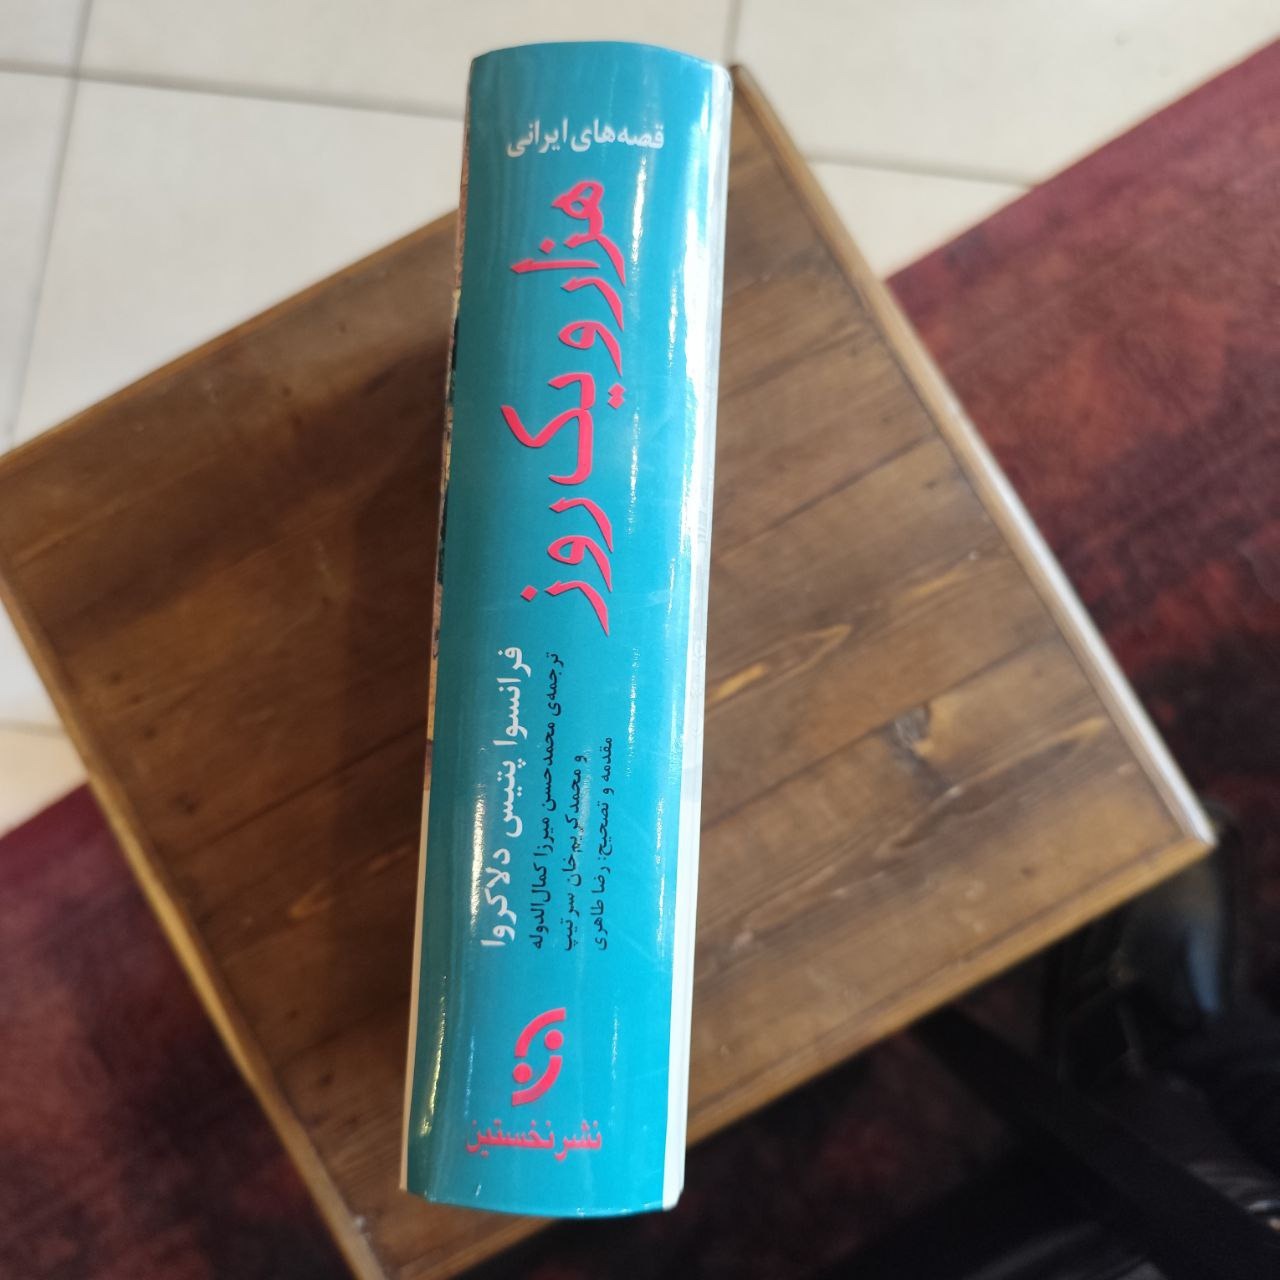 قصه‌های ایرانی
هزار و یک روز
فرانسوا پتیس دلاکروا
ترجمه‌ی محمدحسن میرزا کمال‌الدوله
و محمدکریم‌خان سرتیپ
مقدمه و تصحیح: رضا طاهری
نشر نخستین